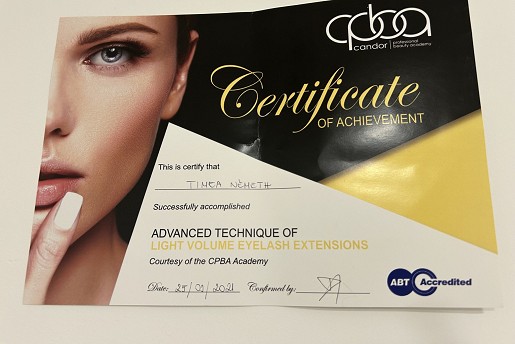 cpba
candor professional
beauty academy
Certificate
OF ACHIEVEMENT
This is certify that
TIMEA NÉMETH
Successfully accomplished
ADVANCED TECHNIQUE OF
LIGHT VOLUME EYELASH EXTENSIONS
Courtesy of the CPBA Academy
Date: 25/02/2021 Confirmed by:
ABT Accredited